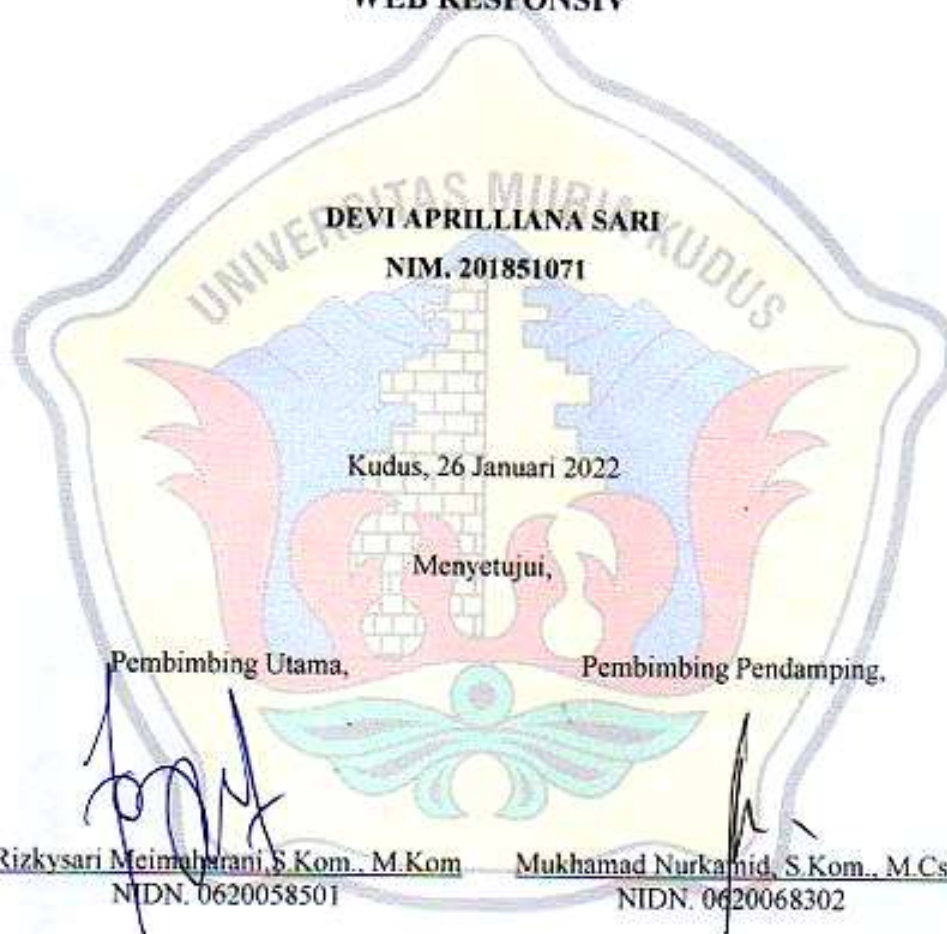 WEB RESPONSIV
UNIVERSITAS MURIA KUDUS
DEVI APRILLIANA SARI
NIM. 201851071
Kudus, 26 Januari 2022
Menyetujui,
Pembimbing Utama, Pembimbing Pendamping,
Rizkysari Meimaharani, S.Kom., M.Kom Mukhamad Nurkamid, S.Kom., M.Cs
NIDN. 0620058501 NIDN. 0620068302